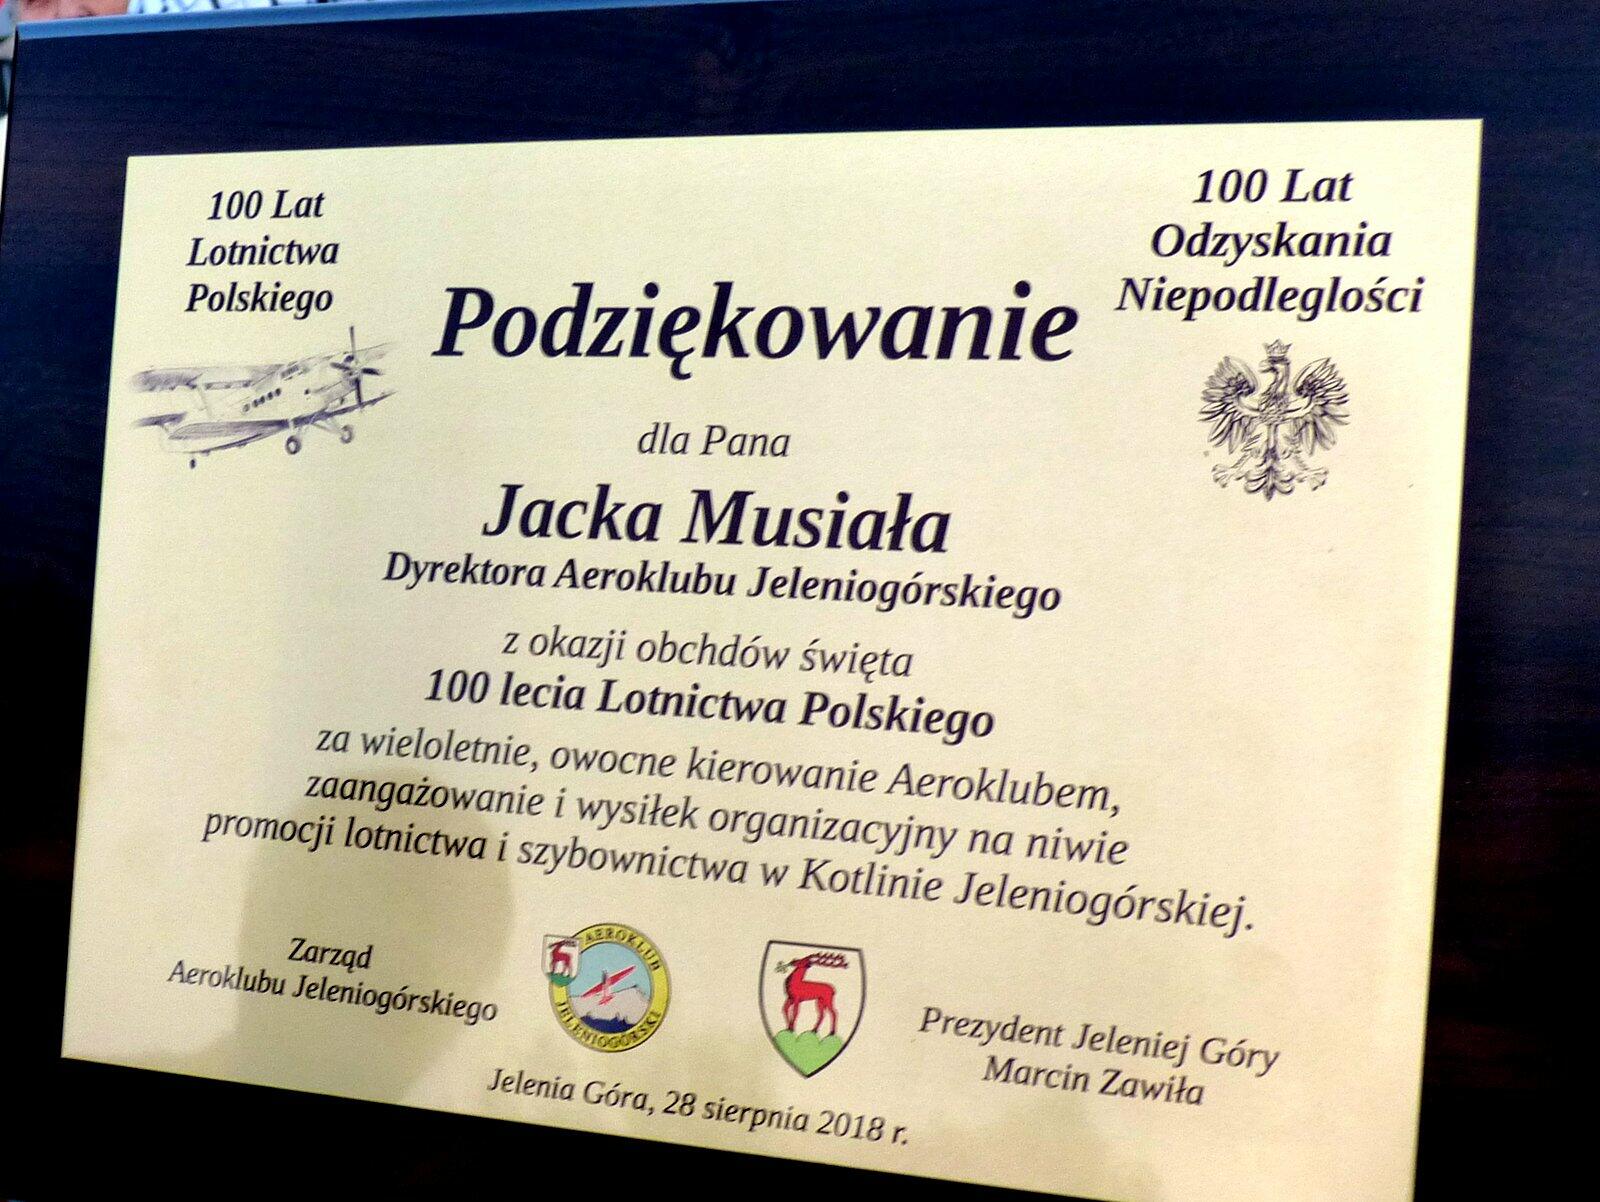 100 Lat
Lotnictwa
Polskiego
100 Lat
Odzyskania
Niepodleglości
Podziękowanie
dla Pana
Jacka Musiała
Dyrektora Aeroklubu Jeleniogórskiego
z okazji obchdów święta
100 lecia Lotnictwa Polskiego
za wieloletnie, owocne kierowanie Aeroklubem,
zaangażowanie i wysiłek organizacyjny na niwie
promocji lotnictwa i szybownictwa w Kotlinie Jeleniogórskiej.
Zarząd
Aeroklubu Jeleniogórskiego
AEROKLUB
JELENIOGÓRSKI
Prezydent Jeleniej Góry
Marcin Zawiła
Jelenia Góra, 28 sierpnia 2018 r.